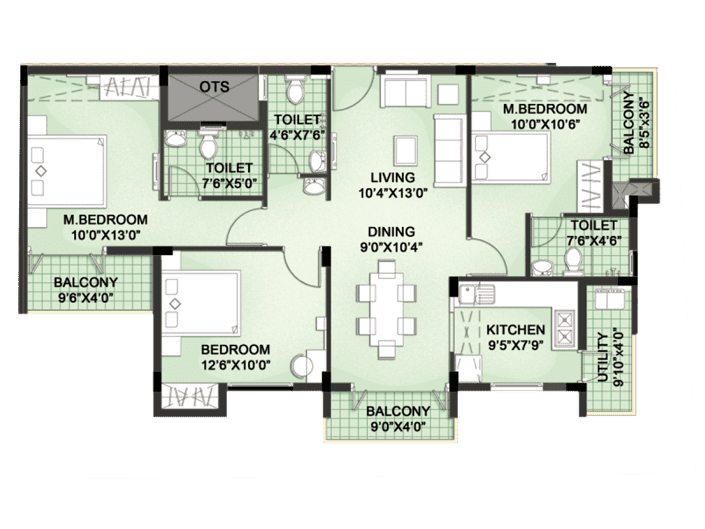 OTS
TOILET
4'6"X7'6"
M.BEDROOM
10'0"X10'6"
BALCONY
8'5"X3'6"
TOILET
7'6"X5'0"
LIVING
10'4"X13'0"
M.BEDROOM
10'0"X13'0"
DINING
9'0"X10'4"
TOILET
7'6"X4'6"
BALCONY
9'6"X4'0"
KITCHEN
9'5"X7'9"
BEDROOM
12'6"X10'0"
UTILITY
9'10"X4'0"
BALCONY
9'0"X4'0"